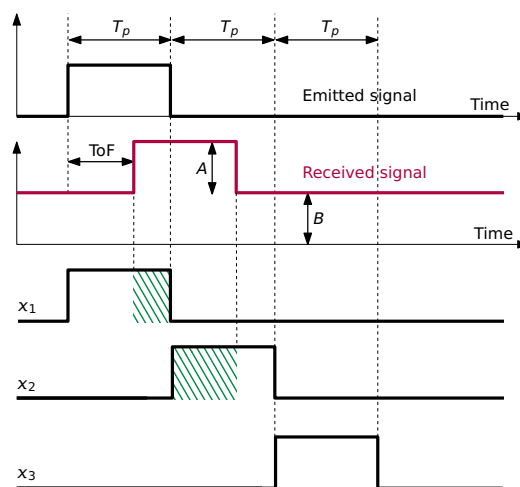 Tₚ Tₚ Tₚ
Emitted signal
Time
ToF
A
Received signal
B
Time
x₁
x₂
x₃